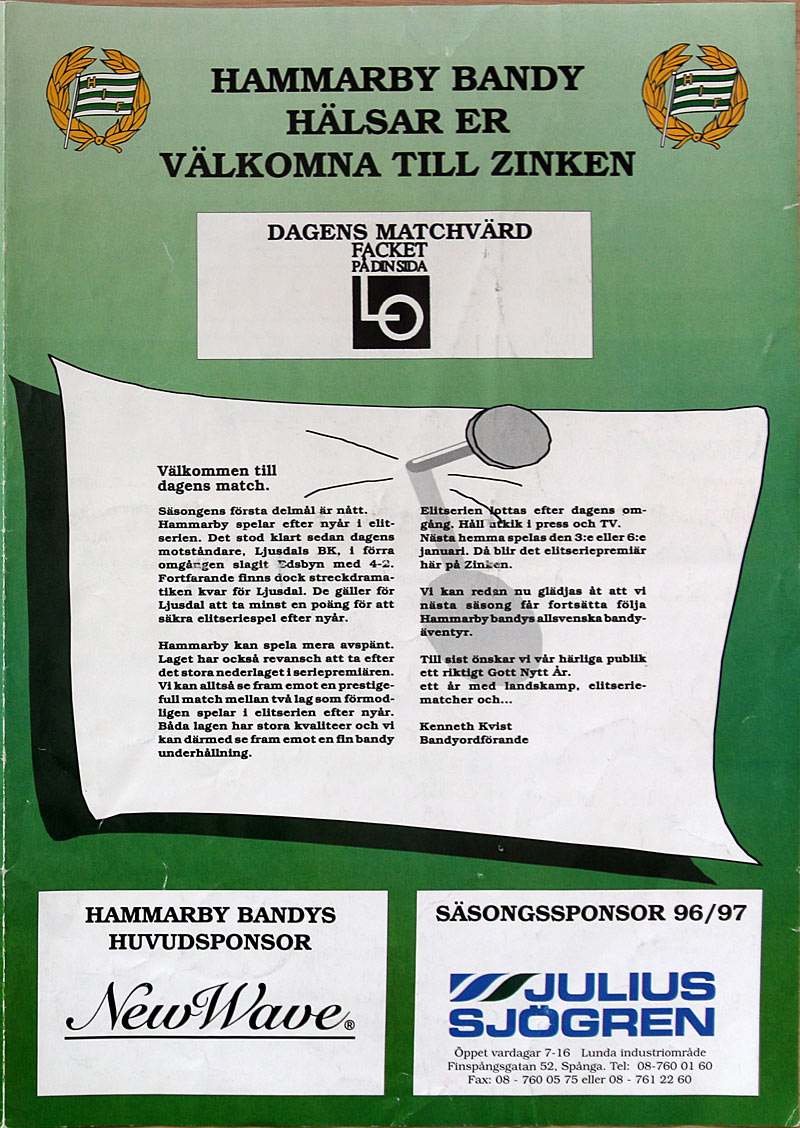 HAMMARBY BANDY
HÄLSAR ER
VÄLKOMNA TILL ZINKEN
H I F
H I F
DAGENS MATCHVÄRD
FACKET
PÅ DIN SIDA
LO
Välkommen till
dagens match.
Säsongens första delmål är nått.
Hammarby spelar efter nyår i elit-
serien. Det stod klart sedan dagens
motståndare, Ljusdals BK, i förra
omgången slagit Edsbyn med 4-2.
Fortfarande finns dock streckdrama-
tiken kvar för Ljusdal. De gäller för
Ljusdal att ta minst en poäng för att
säkra elitseriespel efter nyår.
Hammarby kan spela mera avspänt.
Laget har också revansch att ta efter
det stora nederlaget i seriepremiären.
Vi kan alltså se fram emot en prestige-
full match mellan två lag som förmod-
ligen spelar i elitserien efter nyår.
Båda lagen har stora kvaliteer och vi
kan därmed se fram emot en fin bandy
underhållning.
Elitserien lottas efter dagens om-
gång. Håll utkik i press och TV.
Nästa hemma spelas den 3:e eller 6:e
januari. Då blir det elitseriepremiär
här på Zinken.
Vi kan redan nu glädjas åt att vi
nästa säsong får fortsätta följa
Hammarby bandys allsvenska bandy-
äventyr.
Till sist önskar vi vår härliga publik
ett riktigt Gott Nytt År.
ett år med landskamp, elitserie-
matcher och...
Kenneth Kvist
Bandyordförande
HAMMARBY BANDYS
HUVUDSPONSOR
New Wave®
SÄSONGSSPONSOR 96/97
JULIUS
SJÖGREN
Öppet vardagar 7-16 Lunda industriområde
Finspångsgatan 52, Spånga. Tel: 08-760 01 60
Fax: 08 - 760 05 75 eller 08 - 761 22 60